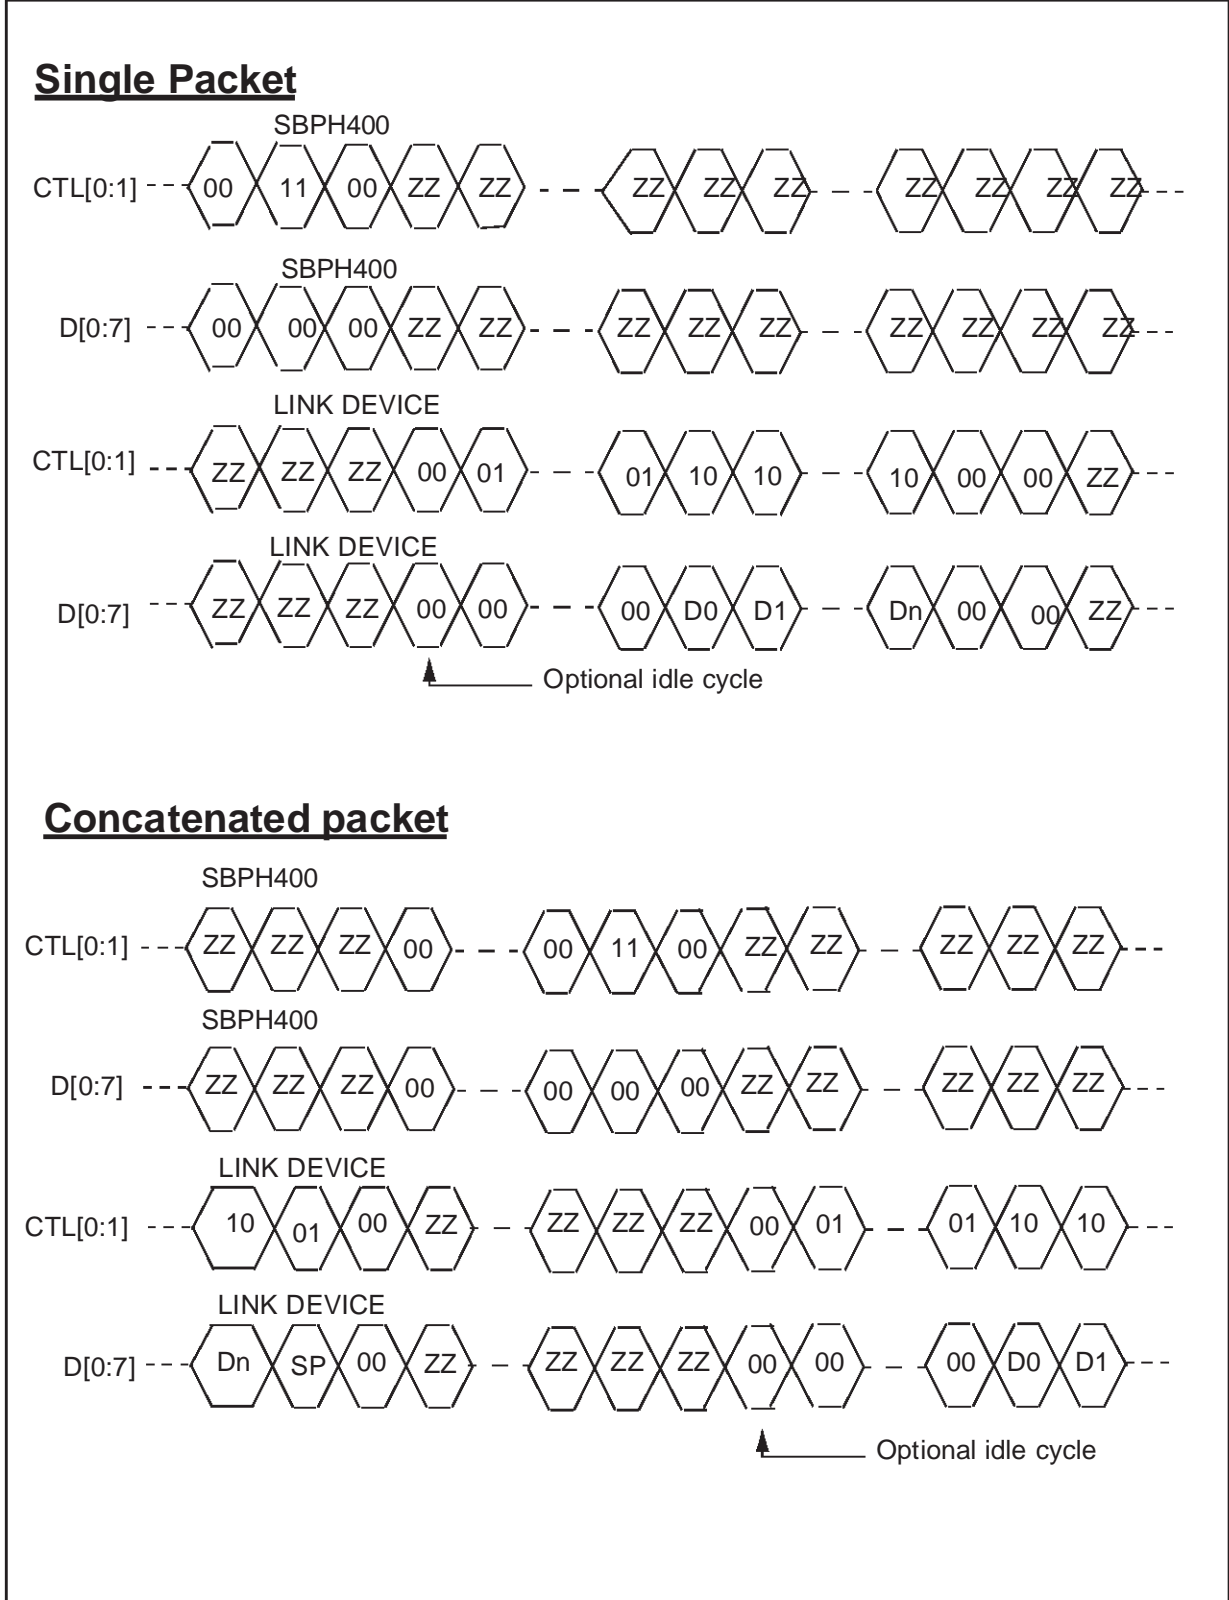 Single Packet
SBPH400
CTL[0:1] 00 11 00 ZZ ZZ ZZ ZZ ZZ ZZ ZZ ZZ ZZ
SBPH400
D[0:7] 00 00 00 ZZ ZZ ZZ ZZ ZZ ZZ ZZ ZZ ZZ
LINK DEVICE
CTL[0:1] ZZ ZZ ZZ 00 01 01 10 10 10 00 00 ZZ
LINK DEVICE
D[0:7] ZZ ZZ ZZ 00 00 00 D0 D1 Dn 00 00 ZZ
Optional idle cycle
Concatenated packet
SBPH400
CTL[0:1] ZZ ZZ ZZ 00 00 11 00 ZZ ZZ ZZ ZZ ZZ
SBPH400
D[0:7] ZZ ZZ ZZ 00 00 00 00 ZZ ZZ ZZ ZZ ZZ
LINK DEVICE
CTL[0:1] 10 01 00 ZZ ZZ ZZ ZZ 00 01 01 10 10
LINK DEVICE
D[0:7] Dn SP 00 ZZ ZZ ZZ ZZ 00 00 00 D0 D1
Optional idle cycle